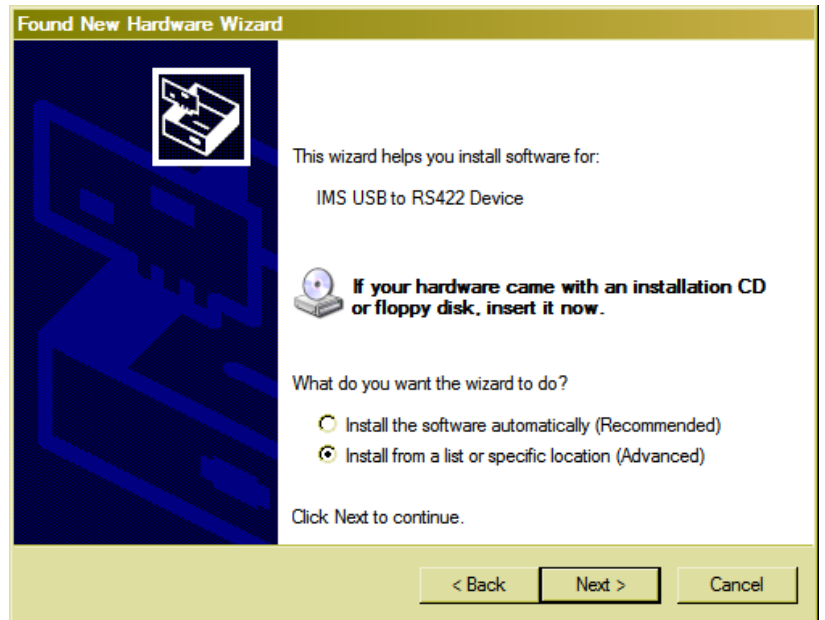 Found New Hardware Wizard
This wizard helps you install software for:
IMS USB to RS422 Device
If your hardware came with an installation CD
or floppy disk, insert it now.
What do you want the wizard to do?
Install the software automatically (Recommended)
Install from a list or specific location (Advanced)
Click Next to continue.
< Back Next > Cancel